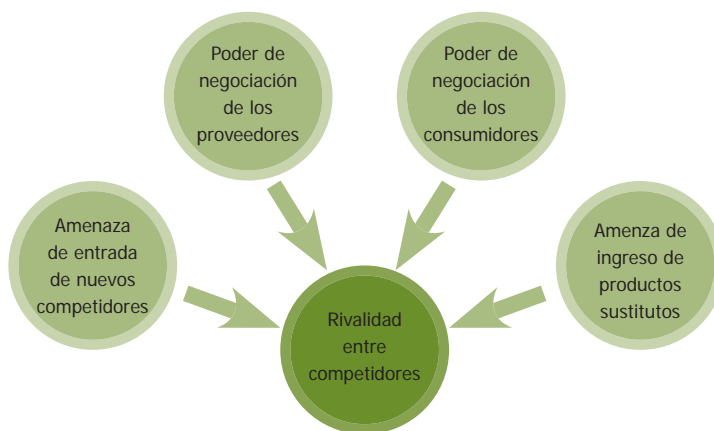 Poder de
negociación
de los
proveedores
Poder de
negociación
de los
consumidores
Amenaza
de entrada
de nuevos
competidores
Amenza de
ingreso de
productos
sustitutos
Rivalidad
entre
competidores